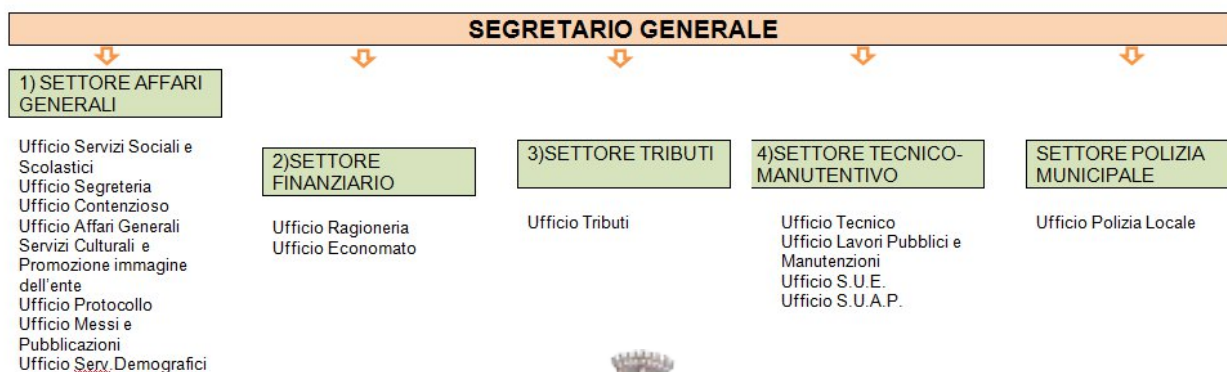 SEGRETARIO GENERALE
1) SETTORE AFFARI
GENERALI
Ufficio Servizi Sociali e
Scolastici
Ufficio Segreteria
Ufficio Contenzioso
Ufficio Affari Generali
Servizi Culturali e
Promozione immagine
dell'ente
Ufficio Protocollo
Ufficio Messi e
Pubblicazioni
Ufficio Serv.Demografici
2)SETTORE
FINANZIARIO
Ufficio Ragioneria
Ufficio Economato
3)SETTORE TRIBUTI
Ufficio Tributi
4)SETTORE TECNICO-
MANUTENTIVO
Ufficio Tecnico
Ufficio Lavori Pubblici e
Manutenzioni
Ufficio S.U.E.
Ufficio S.U.A.P.
SETTORE POLIZIA
MUNICIPALE
Ufficio Polizia Locale